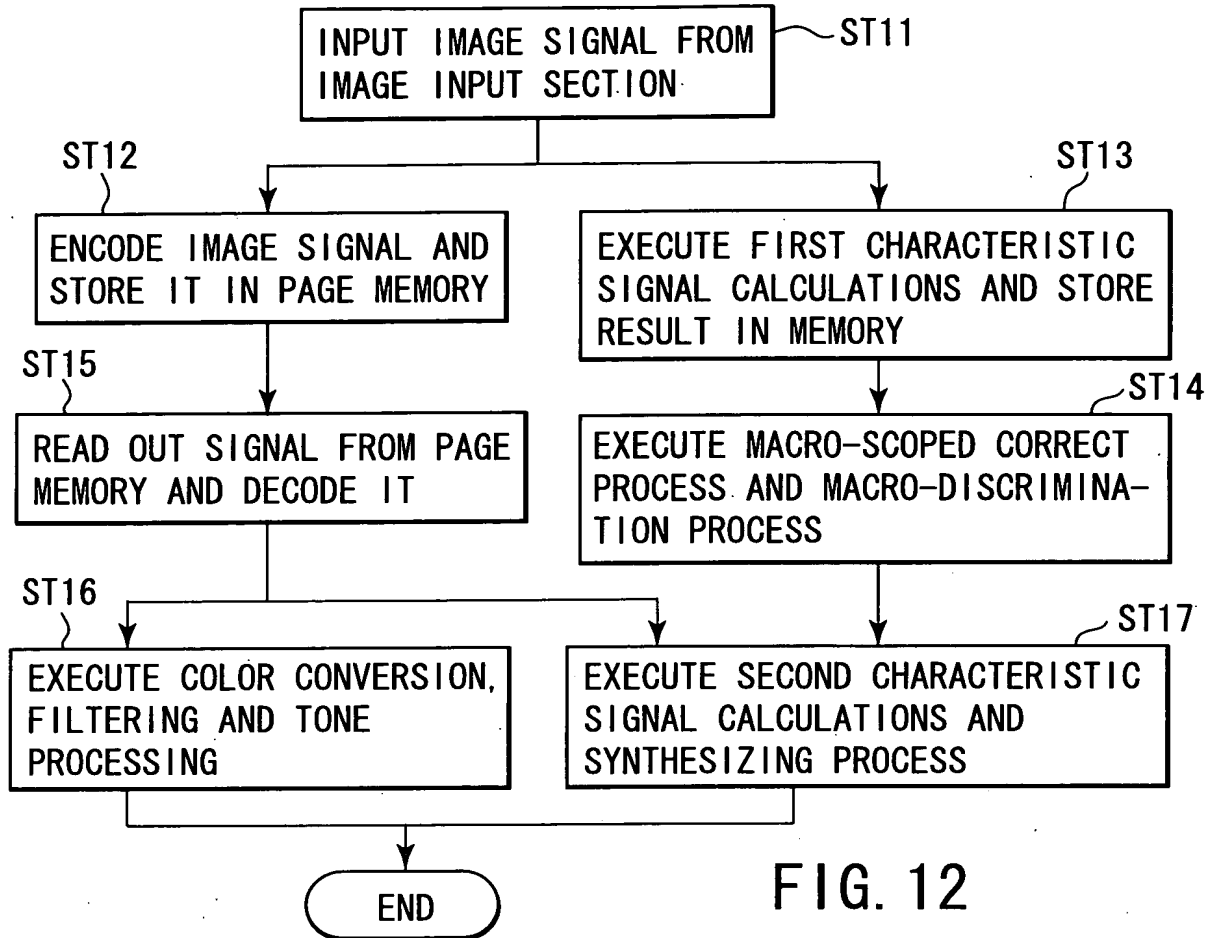 INPUT IMAGE SIGNAL FROM
IMAGE INPUT SECTION
ST11
ST12
ENCODE IMAGE SIGNAL AND
STORE IT IN PAGE MEMORY
ST13
EXECUTE FIRST CHARACTERISTIC
SIGNAL CALCULATIONS AND STORE
RESULT IN MEMORY
ST15
READ OUT SIGNAL FROM PAGE
MEMORY AND DECODE IT
ST14
EXECUTE MACRO-SCOPED CORRECT
PROCESS AND MACRO-DISCRIMINA-
TION PROCESS
ST16
EXECUTE COLOR CONVERSION,
FILTERING AND TONE
PROCESSING
ST17
EXECUTE SECOND CHARACTERISTIC
SIGNAL CALCULATIONS AND
SYNTHESIZING PROCESS
END
FIG. 12